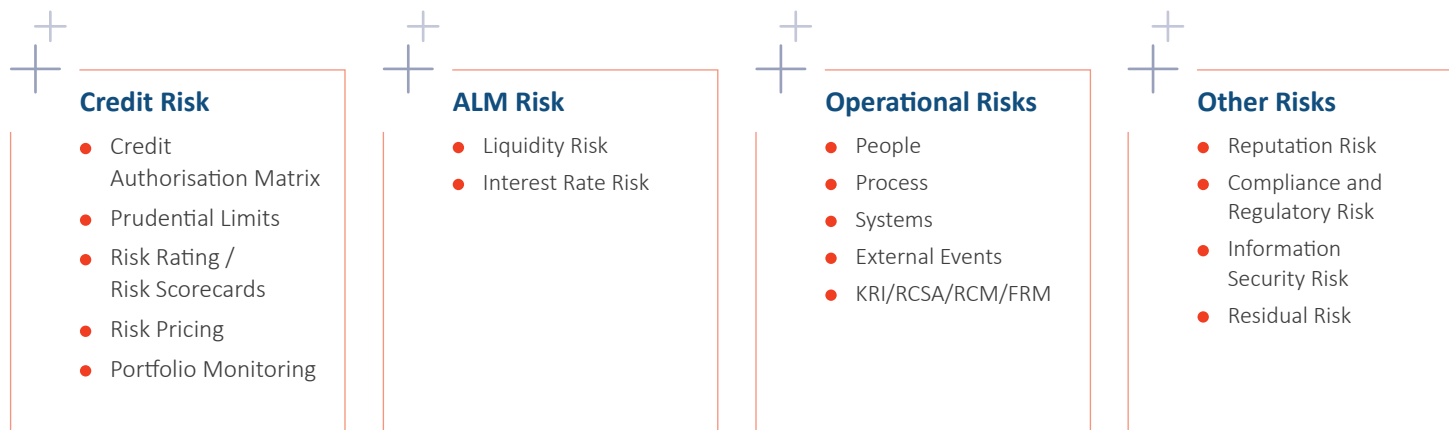 Credit Risk
Credit
Authorisation Matrix
Prudential Limits
Risk Rating /
Risk Scorecards
Risk Pricing
Portfolio Monitoring
ALM Risk
Liquidity Risk
Interest Rate Risk
Operational Risks
People
Process
Systems
External Events
KRI/RCSA/RCM/FRM
Other Risks
Reputation Risk
Compliance and
Regulatory Risk
Information
Security Risk
Residual Risk